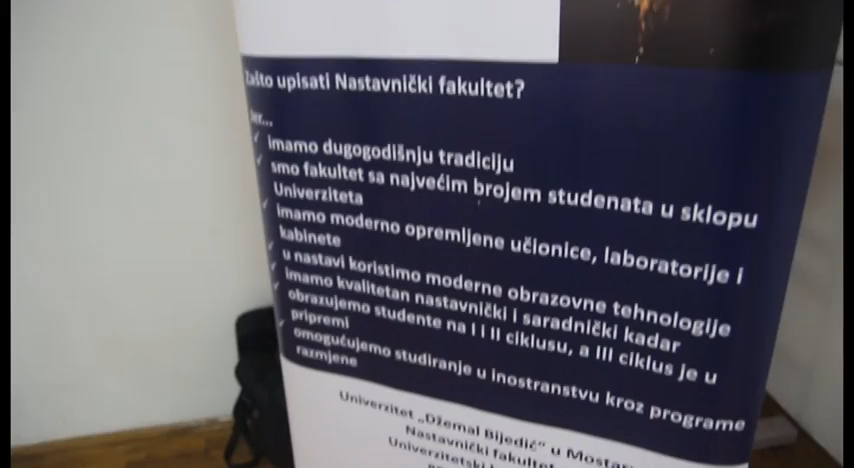 Zašto upisati Nastavnički fakultet?
Jer...
✓ imamo dugogodišnju tradiciju
✓ smo fakultet sa najvećim brojem studenata u sklopu
Univerziteta
✓ imamo moderno opremljene učionice, laboratorije i
kabinete
✓ u nastavi koristimo moderne obrazovne tehnologije
✓ imamo kvalitetan nastavnički i saradnički kadar
✓ obrazujemo studente na I i II ciklusu, a III ciklus je u
pripremi
✓ omogućujemo studiranje u inostranstvu kroz programe
razmjene
Univerzitet „Džemal Bijedić" u Mostaru
Nastavnički fakultet
Univerzitetski